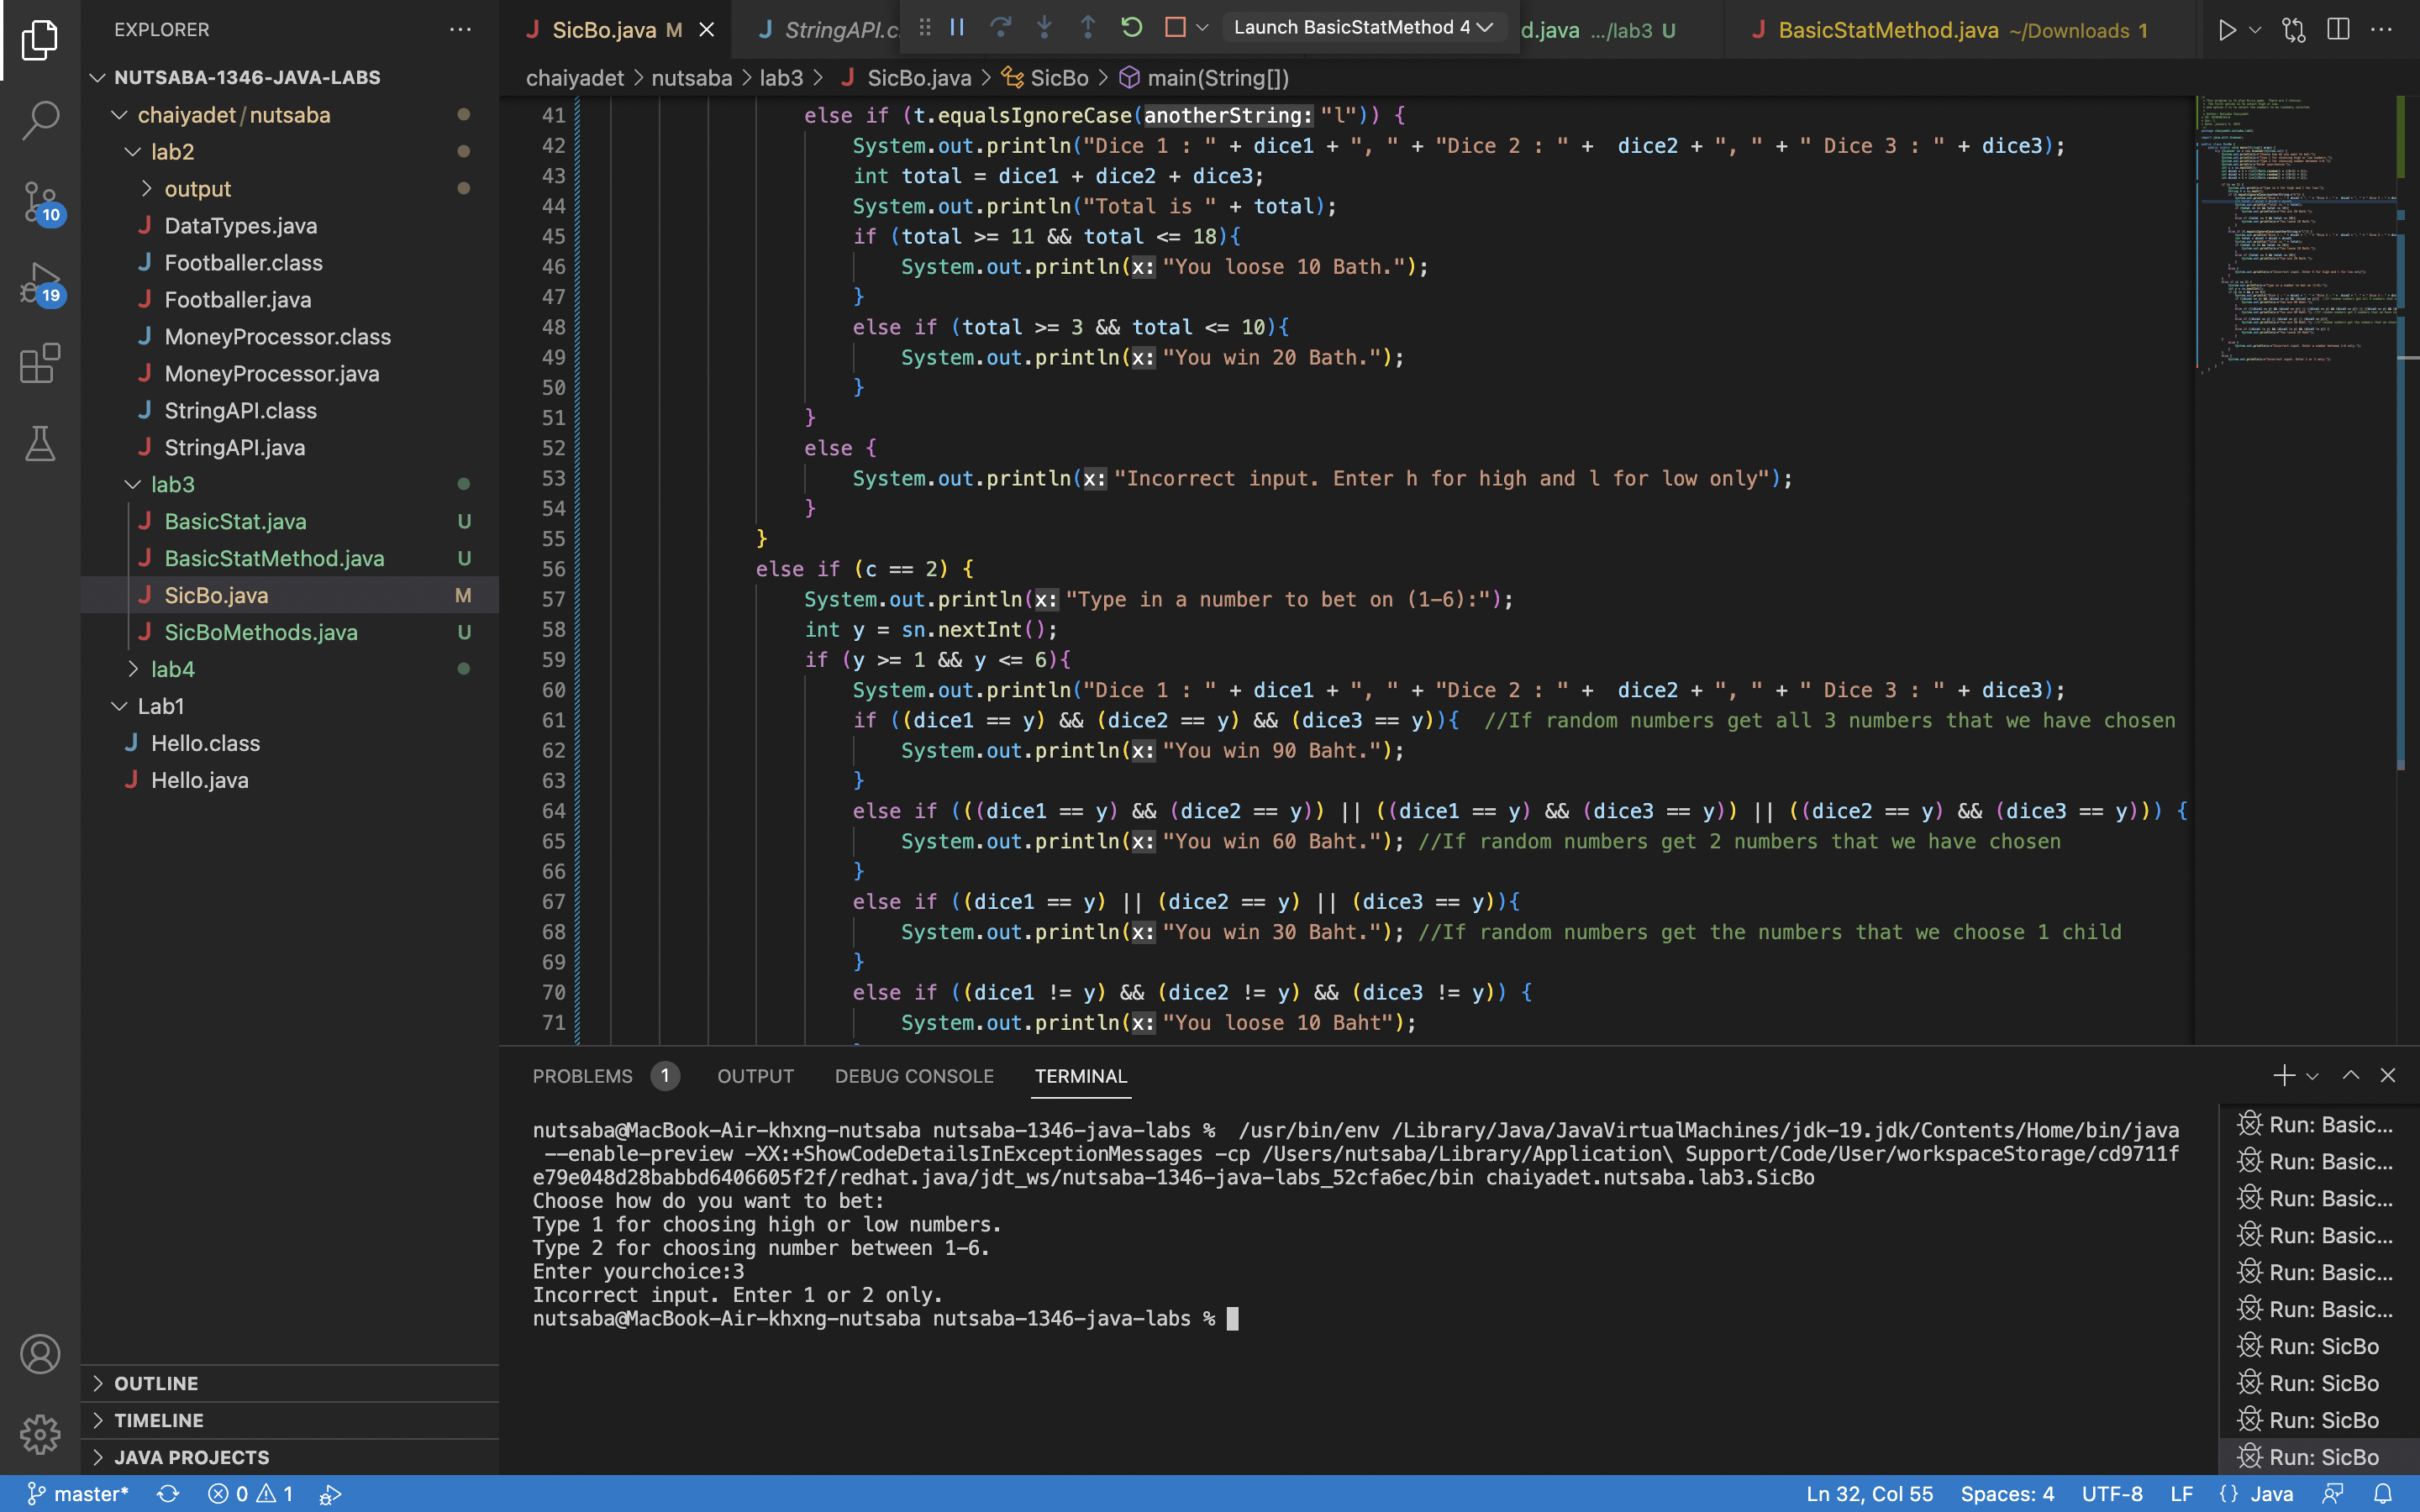 EXPLORER
NUTSABA-1346-JAVA-LABS
chaiyadet/nutsaba
lab2
output
DataTypes.java
Footballer.class
Footballer.java
MoneyProcessor.class
MoneyProcessor.java
StringAPI.class
StringAPI.java
lab3
BasicStat.java U
BasicStatMethod.java U
SicBo.java M
SicBoMethods.java U
lab4
Lab1
Hello.class
Hello.java
OUTLINE
TIMELINE
JAVA PROJECTS
10
19
SicBo.java M
StringAPI.c
Launch BasicStatMethod 4
d.java .../lab3 U
BasicStatMethod.java ~/Downloads 1
chaiyadet > nutsaba > lab3 > SicBo.java > SicBo > main(String[])
41 else if (t.equalsIgnoreCase(anotherString: "l")) {
42 System.out.println("Dice 1 : " + dice1 + ", " + "Dice 2 : " +  dice2 + ", " + " Dice 3 : " + dice3);
43 int total = dice1 + dice2 + dice3;
44 System.out.println("Total is " + total);
45 if (total >= 11 && total <= 18){
46 System.out.println(x: "You loose 10 Bath.");
47 }
48 else if (total >= 3 && total <= 10){
49 System.out.println(x: "You win 20 Bath.");
50 }
51 }
52 else {
53 System.out.println(x: "Incorrect input. Enter h for high and l for low only");
54 }
55 }
56 else if (c == 2) {
57 System.out.println(x: "Type in a number to bet on (1-6):");
58 int y = sn.nextInt();
59 if (y >= 1 && y <= 6){
60 System.out.println("Dice 1 : " + dice1 + ", " + "Dice 2 : " +  dice2 + ", " + " Dice 3 : " + dice3);
61 if ((dice1 == y) && (dice2 == y) && (dice3 == y)){  //If random numbers get all 3 numbers that we have chosen
62 System.out.println(x: "You win 90 Baht.");
63 }
64 else if (((dice1 == y) && (dice2 == y)) || ((dice1 == y) && (dice3 == y)) || ((dice2 == y) && (dice3 == y))) {
65 System.out.println(x: "You win 60 Baht."); //If random numbers get 2 numbers that we have chosen
66 }
67 else if ((dice1 == y) || (dice2 == y) || (dice3 == y)){
68 System.out.println(x: "You win 30 Baht."); //If random numbers get the numbers that we choose 1 child
69 }
70 else if ((dice1 != y) && (dice2 != y) && (dice3 != y)) {
71 System.out.println(x: "You loose 10 Baht");
PROBLEMS 1 OUTPUT DEBUG CONSOLE TERMINAL
nutsaba@MacBook-Air-khxng-nutsaba nutsaba-1346-java-labs %  /usr/bin/env /Library/Java/JavaVirtualMachines/jdk-19.jdk/Contents/Home/bin/java
--enable-preview -XX:+ShowCodeDetailsInExceptionMessages -cp /Users/nutsaba/Library/Application\ Support/Code/User/workspaceStorage/cd9711f
e79e048d28babbd6406605f2f/redhat.java/jdt_ws/nutsaba-1346-java-labs_52cfa6ec/bin chaiyadet.nutsaba.lab3.SicBo
Choose how do you want to bet:
Type 1 for choosing high or low numbers.
Type 2 for choosing number between 1-6.
Enter yourchoice:3
Incorrect input. Enter 1 or 2 only.
nutsaba@MacBook-Air-khxng-nutsaba nutsaba-1346-java-labs %
Run: Basic...
Run: Basic...
Run: Basic...
Run: Basic...
Run: Basic...
Run: Basic...
Run: SicBo
Run: SicBo
Run: SicBo
Run: SicBo
master* 0 1 Ln 32, Col 55 Spaces: 4 UTF-8 LF {} Java